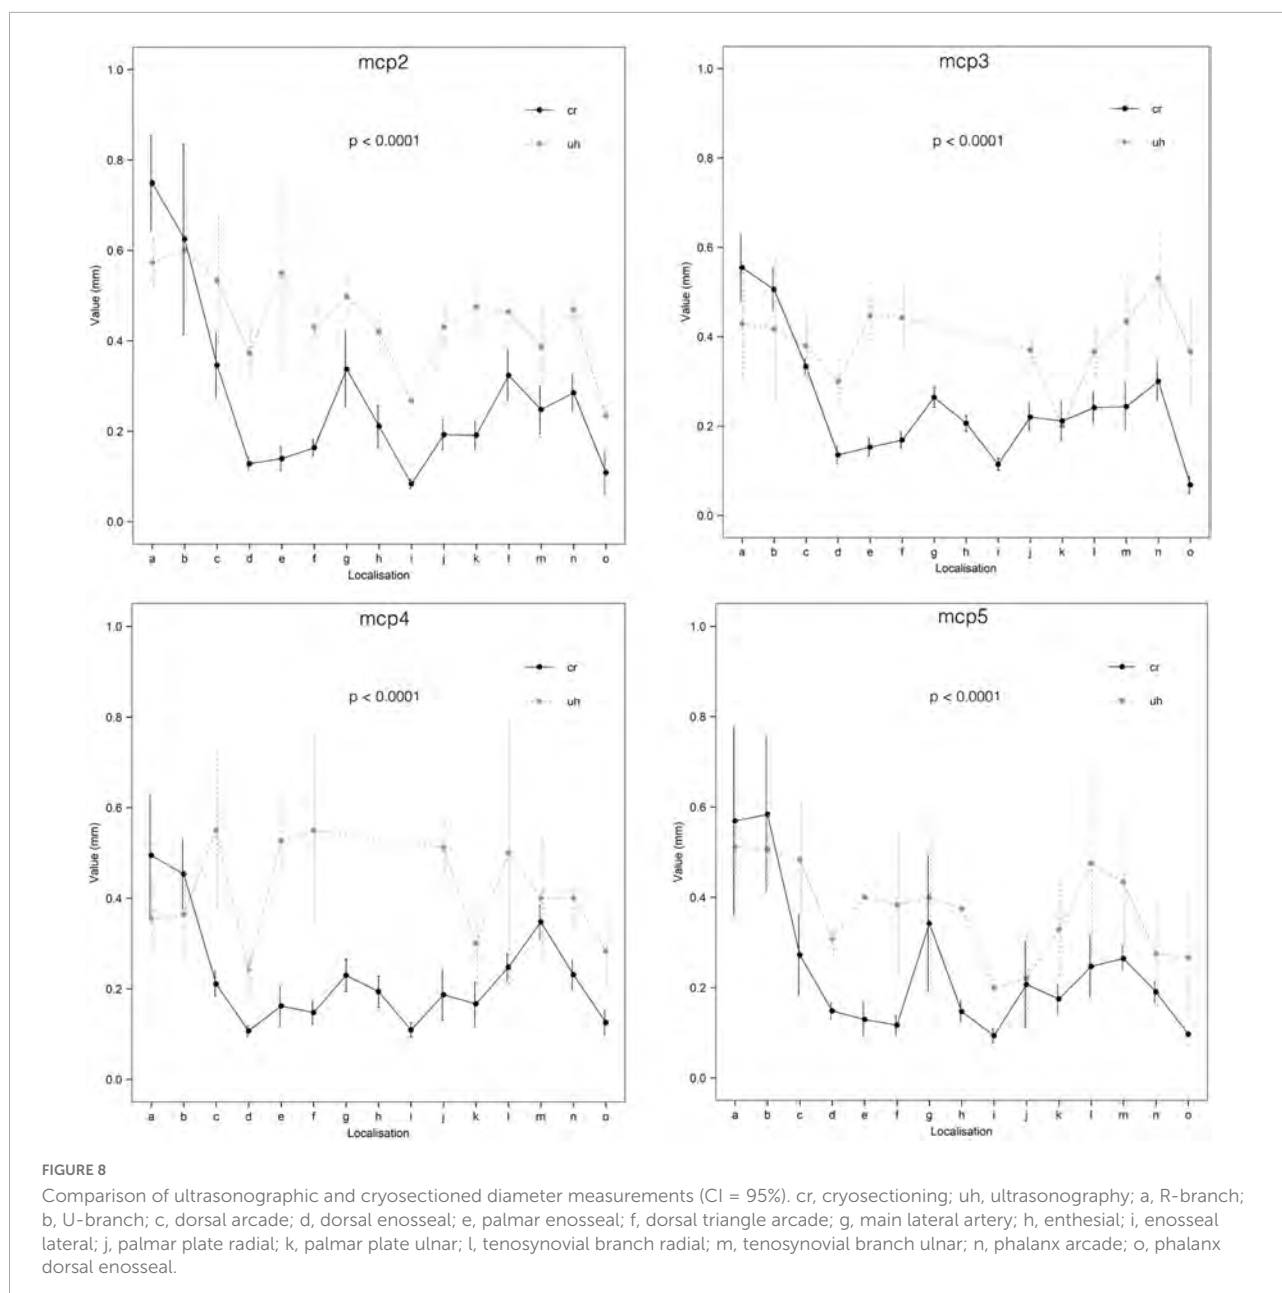 mcp2
1.0
0.8
0.6
0.4
0.2
0.0
Value (mm)
cr
uh
p < 0.0001
a b c d e f g h i j k l m n o
Localisation
mcp3
1.0
0.8
0.6
0.4
0.2
0.0
Value (mm)
cr
uh
p < 0.0001
a b c d e f g h i j k l m n o
Localisation
mcp4
1.0
0.8
0.6
0.4
0.2
0.0
Value (mm)
cr
uh
p < 0.0001
a b c d e f g h i j k l m n o
Localisation
mcp5
1.0
0.8
0.6
0.4
0.2
0.0
Value (mm)
cr
uh
p < 0.0001
a b c d e f g h i j k l m n o
Localisation
FIGURE 8
Comparison of ultrasonographic and cryosectioned diameter measurements (CI = 95%). cr, cryosectioning; uh, ultrasonography; a, R-branch;
b, U-branch; c, dorsal arcade; d, dorsal enosseal; e, palmar enosseal; f, dorsal triangle arcade; g, main lateral artery; h, enthesial; i, enosseal
lateral; j, palmar plate radial; k, palmar plate ulnar; l, tenosynovial branch radial; m, tenosynovial branch ulnar; n, phalanx arcade; o, phalanx
dorsal enosseal.